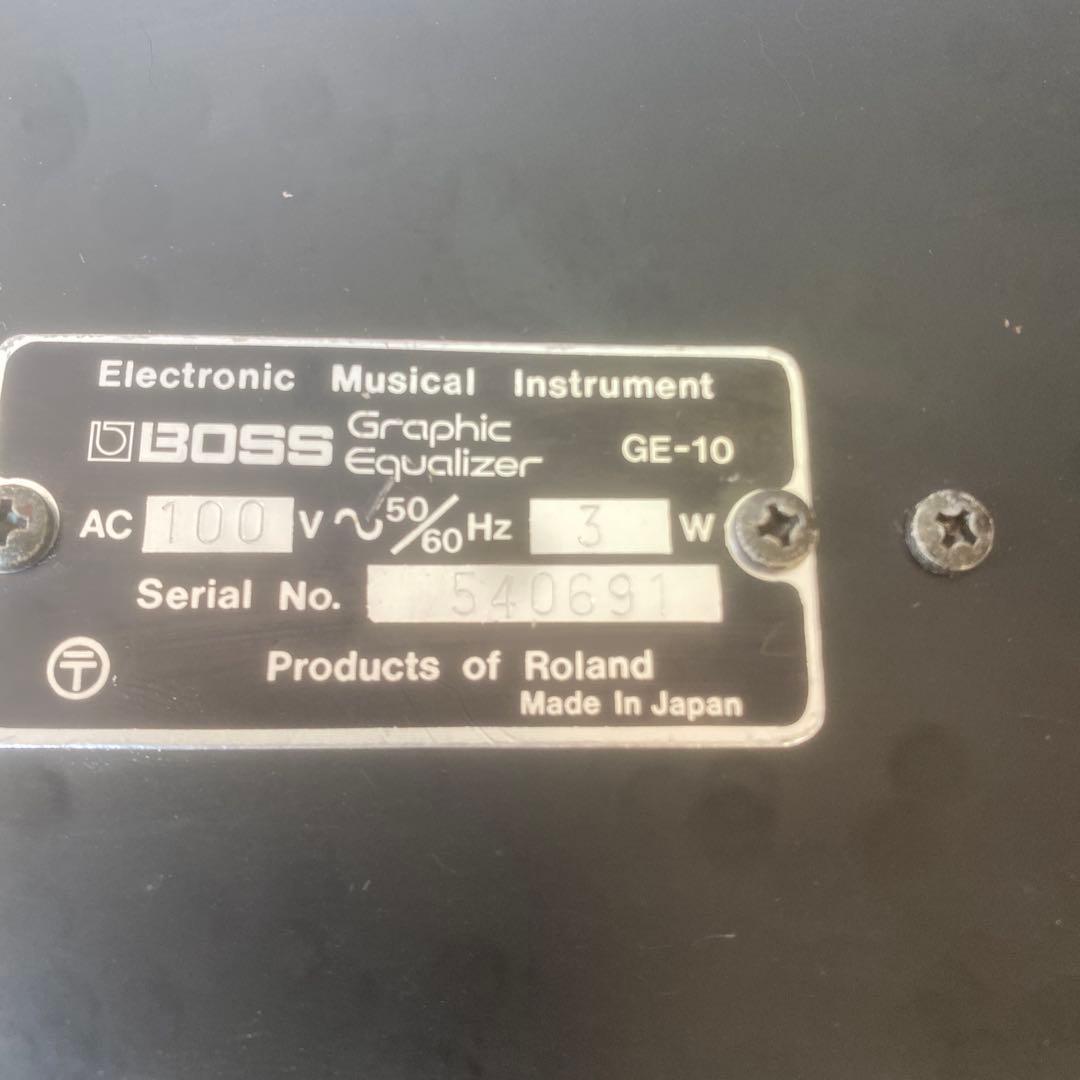 Electronic Musical Instrument
BOSS Graphic Equalizer GE-10
AC 100 V ~ 50/60 Hz 3 W
Serial No. 540691
T Products of Roland
Made In Japan